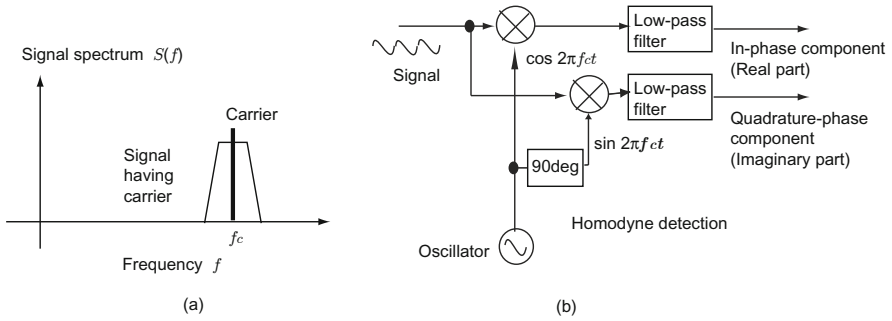 Signal spectrum S(f)
Carrier
Signal
having
carrier
fc
Frequency f
(a)
Signal
cos 2πfct
Low-pass
filter
In-phase component
(Real part)
Low-pass
filter
Quadrature-phase
component
(Imaginary part)
sin 2πfct
90deg
Oscillator
Homodyne detection
(b)